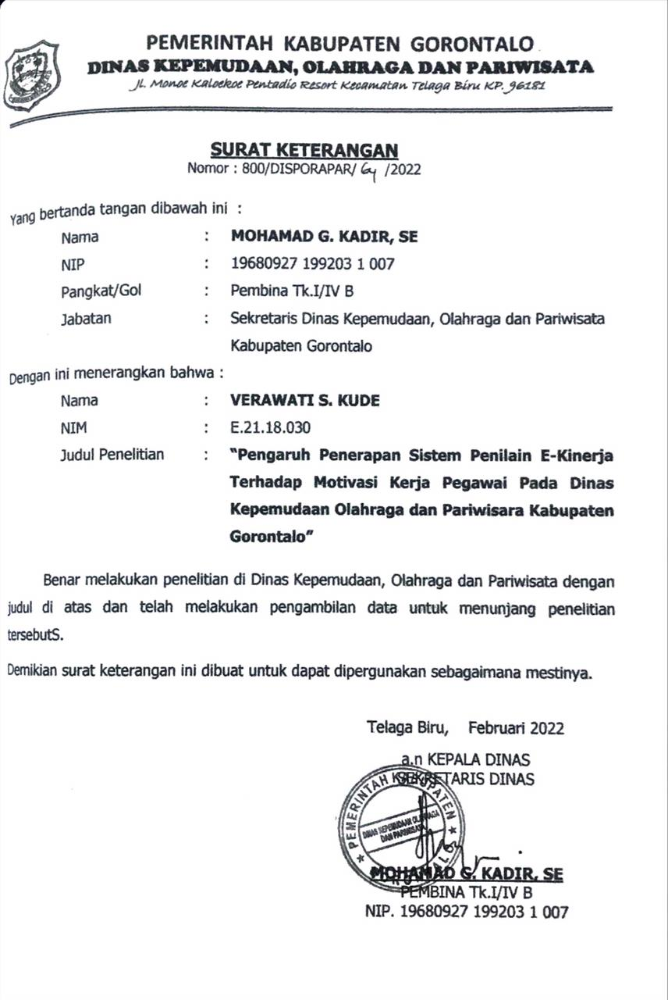 PEMERINTAH KABUPATEN GORONTALO
DINAS KEPEMUDAAN, OLAHRAGA DAN PARIWISATA
JL. Monoe Kaloekoe Pentadio Resort Kecamatan Telaga Biru KP. 96181
SURAT KETERANGAN
Nomor : 800/DISPORAPAR/ /2022
Yang bertanda tangan dibawah ini :
Nama : MOHAMAD G. KADIR, SE
NIP : 19680927 199203 1 007
Pangkat/Gol : Pembina Tk.I/IV B
Jabatan : Sekretaris Dinas Kepemudaan, Olahraga dan Pariwisata
Kabupaten Gorontalo
Dengan ini menerangkan bahwa :
Nama : VERAWATI S. KUDE
NIM : E.21.18.030
Judul Penelitian : "Pengaruh Penerapan Sistem Penilain E-Kinerja
Terhadap Motivasi Kerja Pegawai Pada Dinas
Kepemudaan Olahraga dan Pariwisara Kabupaten
Gorontalo"
Benar melakukan penelitian di Dinas Kepemudaan, Olahraga dan Pariwisata dengan
judul di atas dan telah melakukan pengambilan data untuk menunjang penelitian
tersebutS.
Demikian surat keterangan ini dibuat untuk dapat dipergunakan sebagaimana mestinya.
Telaga Biru, Februari 2022
a.n KEPALA DINAS
SEKRETARIS DINAS
PEMERINTAH KABUPATEN
DINAS KEPEMUDAAN OLAHRAGA
DAN PARIWISATA
MOHAMAD G. KADIR, SE
PEMBINA Tk.I/IV B
NIP. 19680927 199203 1 007